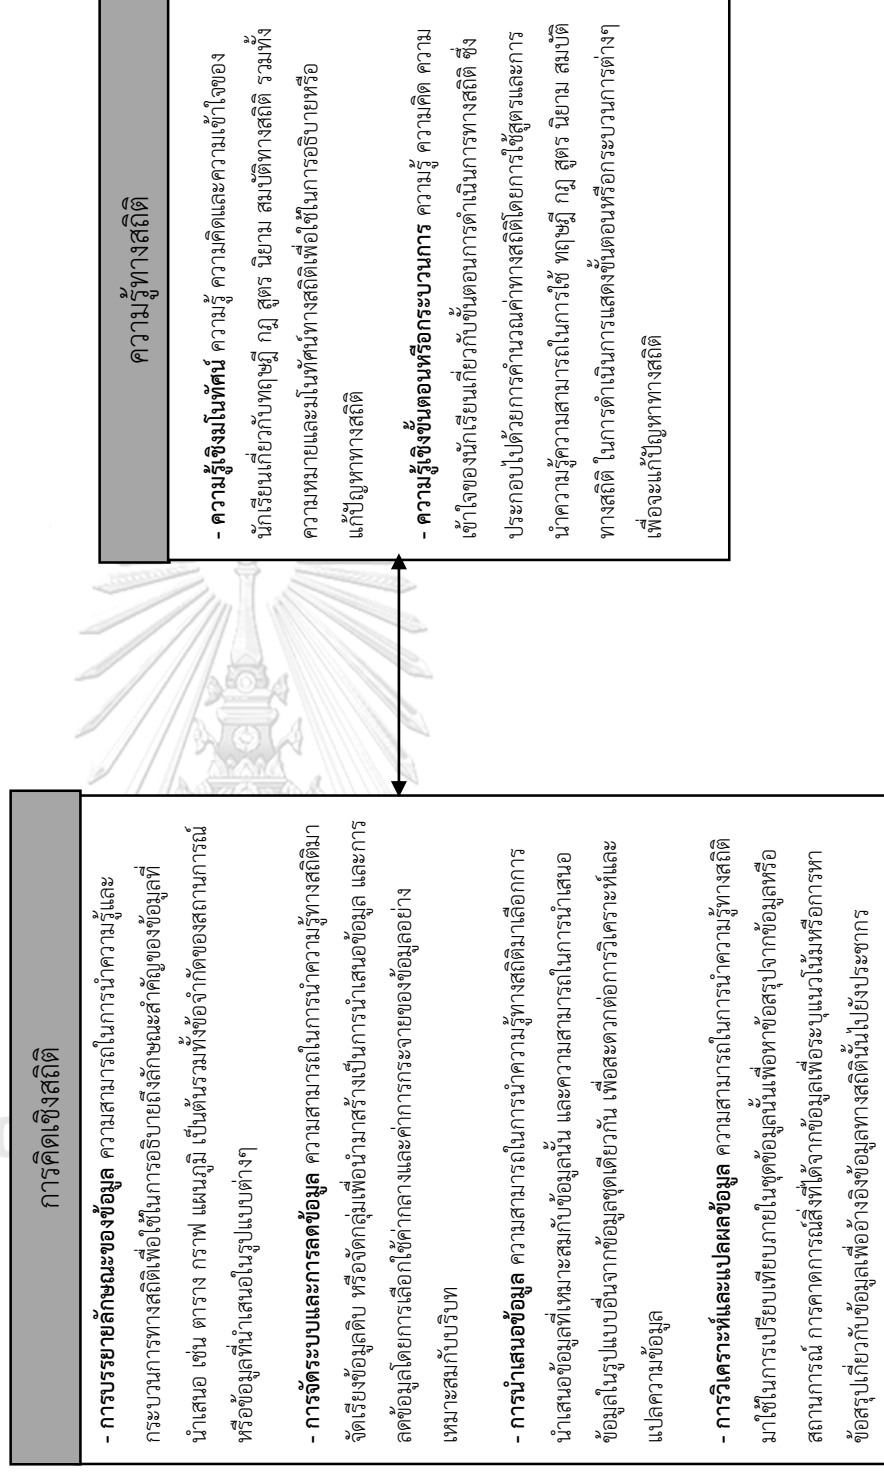 การคิดเชิงสถิติ
- การบรรยายลักษณะของข้อมูล ความสามารถในการนำความรู้และ
กระบวนการทางสถิติเพื่อใช้ในการอธิบายถึงลักษณะสำคัญของข้อมูลที่
นำเสนอ เช่น ตาราง กราฟ แผนภูมิ เป็นต้นรวมทั้งข้อจำกัดของสถานการณ์
หรือข้อมูลที่นำเสนอในรูปแบบต่างๆ
- การจัดระบบและการลดข้อมูล ความสามารถในการนำความรู้ทางสถิติมา
จัดเรียงข้อมูลดิบ หรือจัดกลุ่มเพื่อนำมาสร้างเป็นการนำเสนอข้อมูล และการ
ลดข้อมูลโดยการเลือกใช้ค่ากลางและค่าการกระจายของข้อมูลอย่าง
เหมาะสมกับบริบท
- การนำเสนอข้อมูล ความสามารถในการนำความรู้ทางสถิติมาเลือกการ
นำเสนอข้อมูลที่เหมาะสมกับข้อมูลนั้น และความสามารถในการนำเสนอ
ข้อมูลในรูปแบบอื่นจากข้อมูลชุดเดียวกัน เพื่อสะดวกต่อการวิเคราะห์และ
แปลความข้อมูล
- การวิเคราะห์และแปลผลข้อมูล ความสามารถในการนำความรู้ทางสถิติ
มาใช้ในการเปรียบเทียบภายในชุดข้อมูลนั้นเพื่อหาข้อสรุปจากข้อมูลหรือ
สถานการณ์ การคาดการณ์สิ่งที่ได้จากข้อมูลเพื่อระบุแนวโน้มหรือการหา
ข้อสรุปเกี่ยวกับข้อมูลเพื่ออ้างอิงข้อมูลทางสถิตินั้นไปยังประชากร
ความรู้ทางสถิติ
- ความรู้เชิงมโนทัศน์ ความรู้ ความคิดและความเข้าใจของ
นักเรียนเกี่ยวกับทฤษฎี กฎ สูตร นิยาม สมบัติทางสถิติ รวมทั้ง
ความหมายและมโนทัศน์ทางสถิติเพื่อใช้ในการอธิบายหรือ
แก้ปัญหาทางสถิติ
- ความรู้เชิงขั้นตอนหรือกระบวนการ ความรู้ ความคิด ความ
เข้าใจของนักเรียนเกี่ยวกับขั้นตอนการดำเนินการทางสถิติ ซึ่ง
ประกอบไปด้วยการคำนวณค่าทางสถิติโดยการใช้สูตรและการ
นำความรู้ความสามารถในการใช้ ทฤษฎี กฎ สูตร นิยาม สมบัติ
ทางสถิติ ในการดำเนินการแสดงขั้นตอนหรือกระบวนการต่างๆ
เพื่อจะแก้ปัญหาทางสถิติ